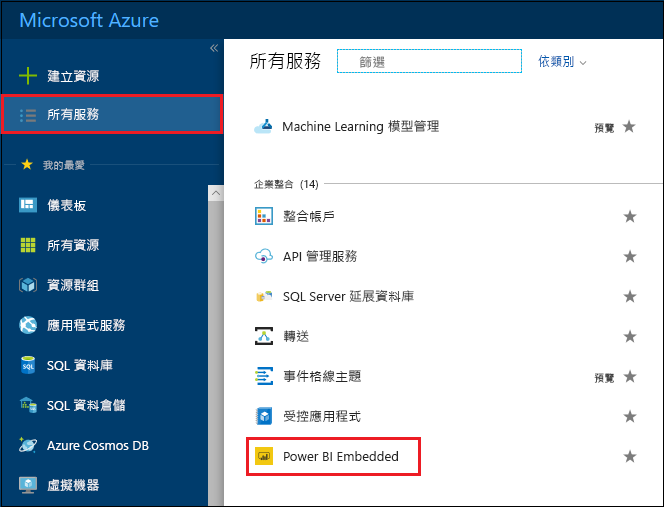 Microsoft Azure
«
建立資源
所有服務
我的最愛
儀表板
所有資源
資源群組
應用程式服務
SQL 資料庫
SQL 資料倉儲
Azure Cosmos DB
虛擬機器
所有服務
篩選
依類別
Machine Learning 模型管理 預覽
企業整合 (14)
整合帳戶
API 管理服務
SQL Server 延展資料庫
轉送
事件格線主題 預覽
受控應用程式
Power BI Embedded